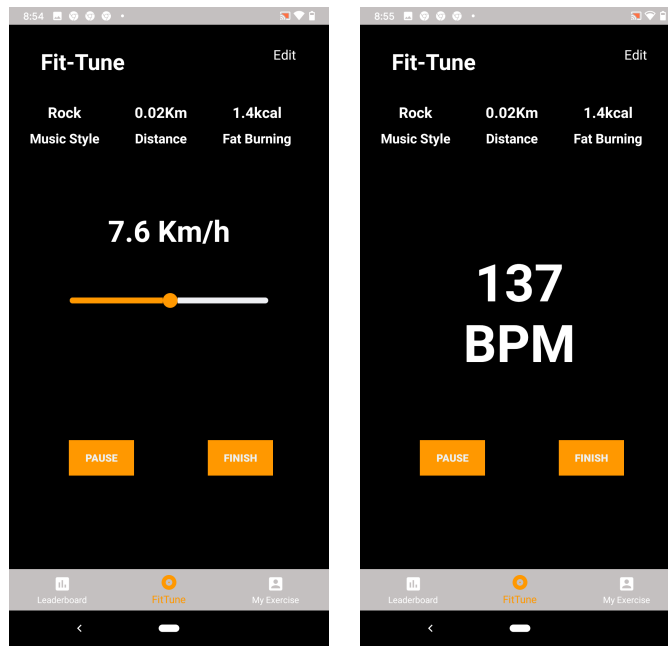 8:54
Fit-Tune
Edit
Rock 0.02Km 1.4kcal
Music Style Distance Fat Burning
7.6 Km/h
PAUSE FINISH
Leaderboard FitTune My Exercise
8:55
Fit-Tune
Edit
Rock 0.02Km 1.4kcal
Music Style Distance Fat Burning
137
BPM
PAUSE FINISH
Leaderboard FitTune My Exercise